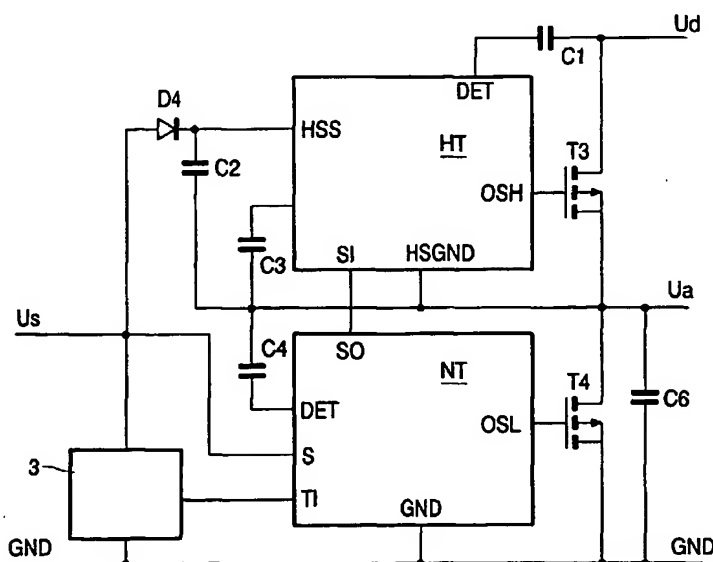 Ud
C1
DET
D4
HSS
HT
T3
C2
OSH
C3
SI
HSGND
Us
Ua
C4
SO
NT
T4
DET
C6
OSL
3
S
TI
GND
GND
GND